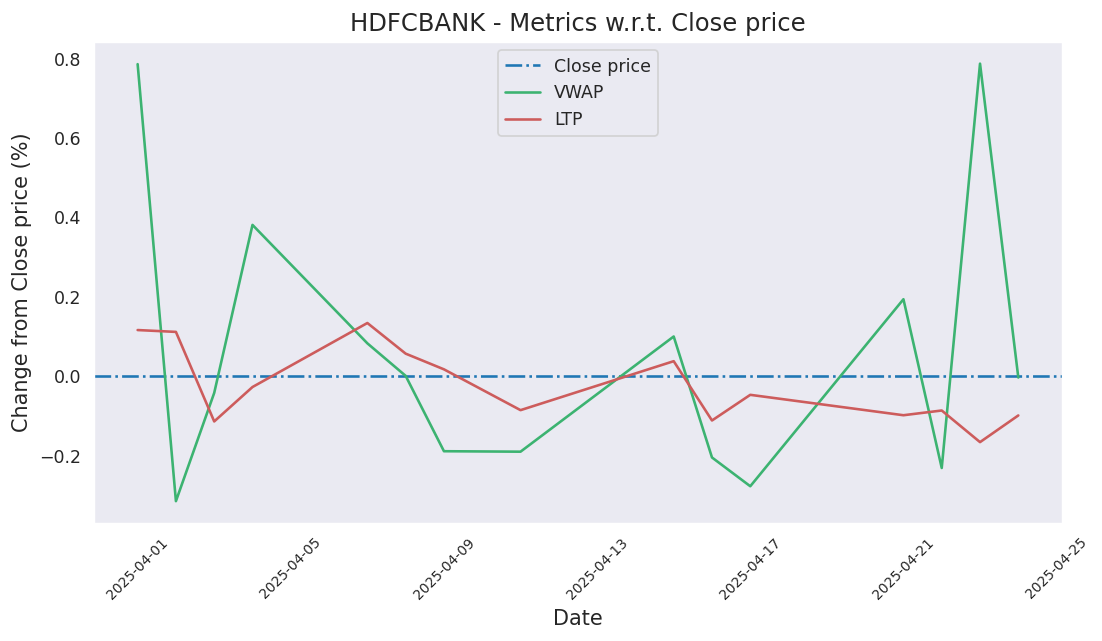 HDFCBANK - Metrics w.r.t. Close price
Close price
VWAP
LTP
Change from Close price (%)
0.8
0.6
0.4
0.2
0.0
−0.2
2025-04-01
2025-04-05
2025-04-09
2025-04-13
2025-04-17
2025-04-21
2025-04-25
Date